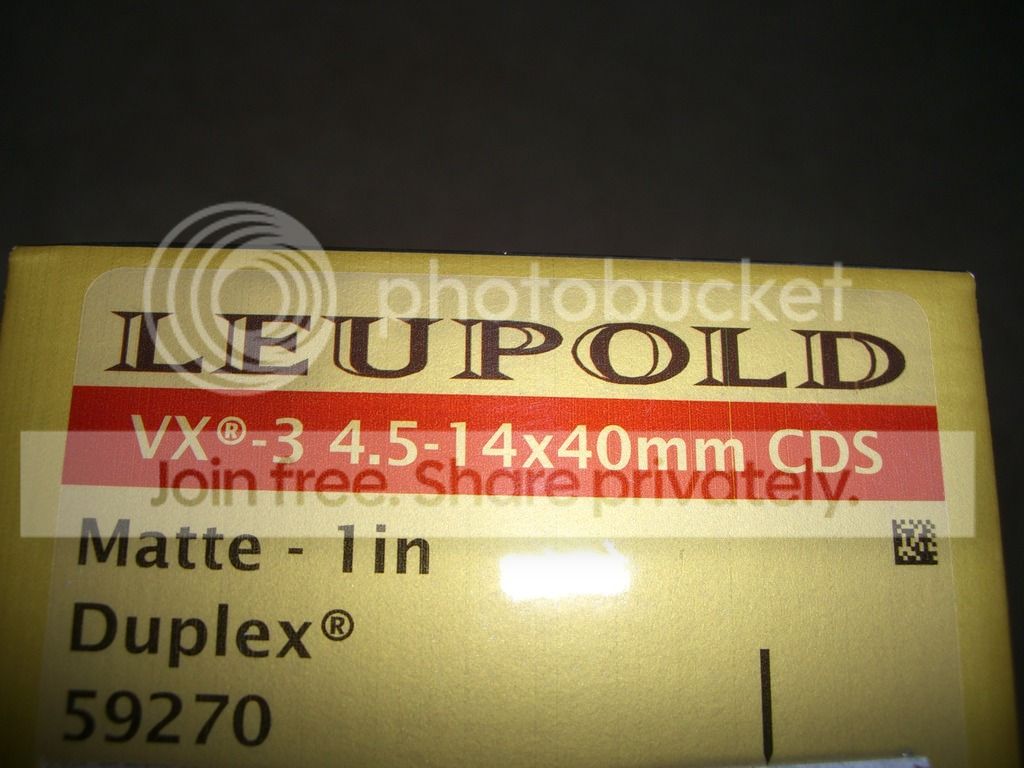 LEUPOLD
photobucket
VX®-3 4.5-14x40mm CDS
Join free. Share privately.
Matte - 1in
Duplex®
59270